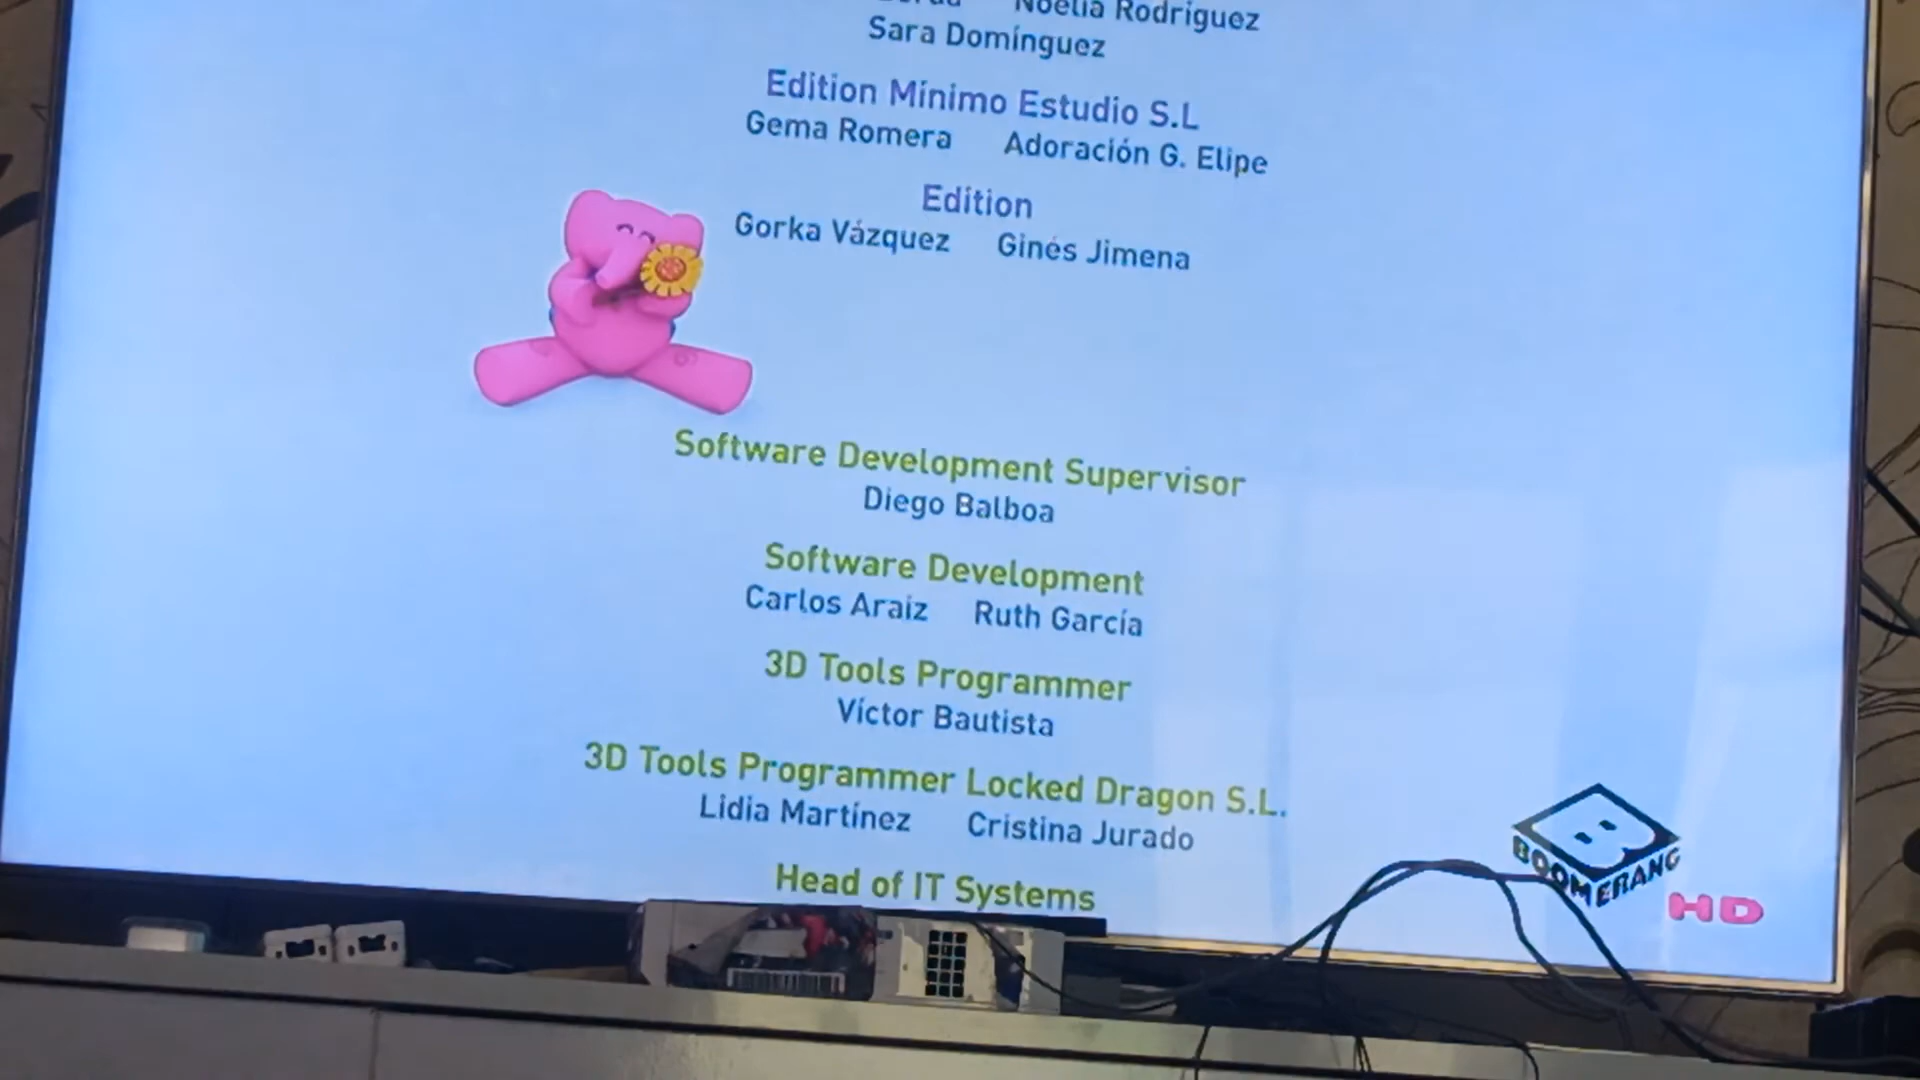 Noelia Rodríguez
Sara Domínguez
Edition Mínimo Estudio S.L
Gema Romera Adoración G. Elipe
Edition
Gorka Vázquez Ginés Jimena
Software Development Supervisor
Diego Balboa
Software Development
Carlos Araiz Ruth García
3D Tools Programmer
Víctor Bautista
3D Tools Programmer Locked Dragon S.L.
Lidia Martínez Cristina Jurado
Head of IT Systems
B
BOOMERANG
HD